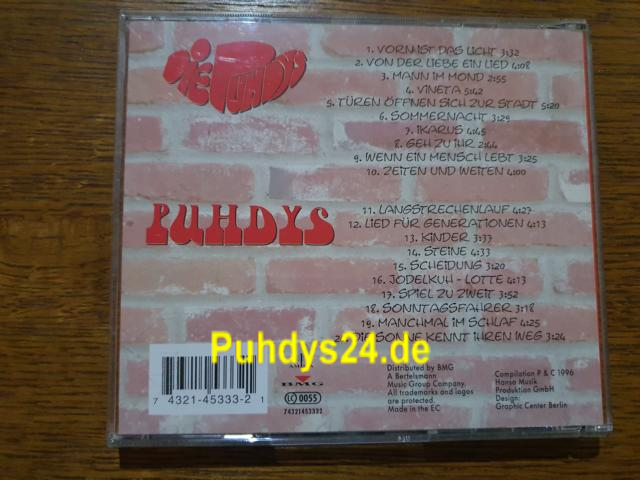 DIE PUHDYS
1. VORN IST DAS LICHT 3:32
2. VON DER LIEBE EIN LIED 4:08
3. MANN IM MOND 2:55
4. VINETA 5:42
5. TÜREN ÖFFNEN SICH ZUR STADT 5:20
6. SOMMERNACHT 3:29
7. IKARUS 4:45
8. GEH ZU IHR 2:44
9. WENN EIN MENSCH LEBT 3:25
10. ZEITEN UND WEITEN 4:00
PUHDYS
11. LANGSTRECHENLAUF 4:27
12. LIED FÜR GENERATIONEN 4:13
13. KINDER 3:37
14. STEINE 4:33
15. SCHEIDUNG 3:20
16. JODELKUH - LOTTE 4:13
17. SPIEL ZU ZWEIT 3:52
18. SONNTAGSFAHRER 3:18
19. MANCHMAL IM SCHLAF 4:25
DIE SONNE KENNT IHREN WEG 3:24
Puhdys24.de
7 4321-45333-2 1
BMG
LC 0055
74321453332
Distributed by BMG
A Bertelsmann
Music Group Company.
All trademarks and logos
are protected.
Made in the EC
Compilation P & C 1996
Hansa Musik
Produktion GmbH
Design:
Graphic Center Berlin